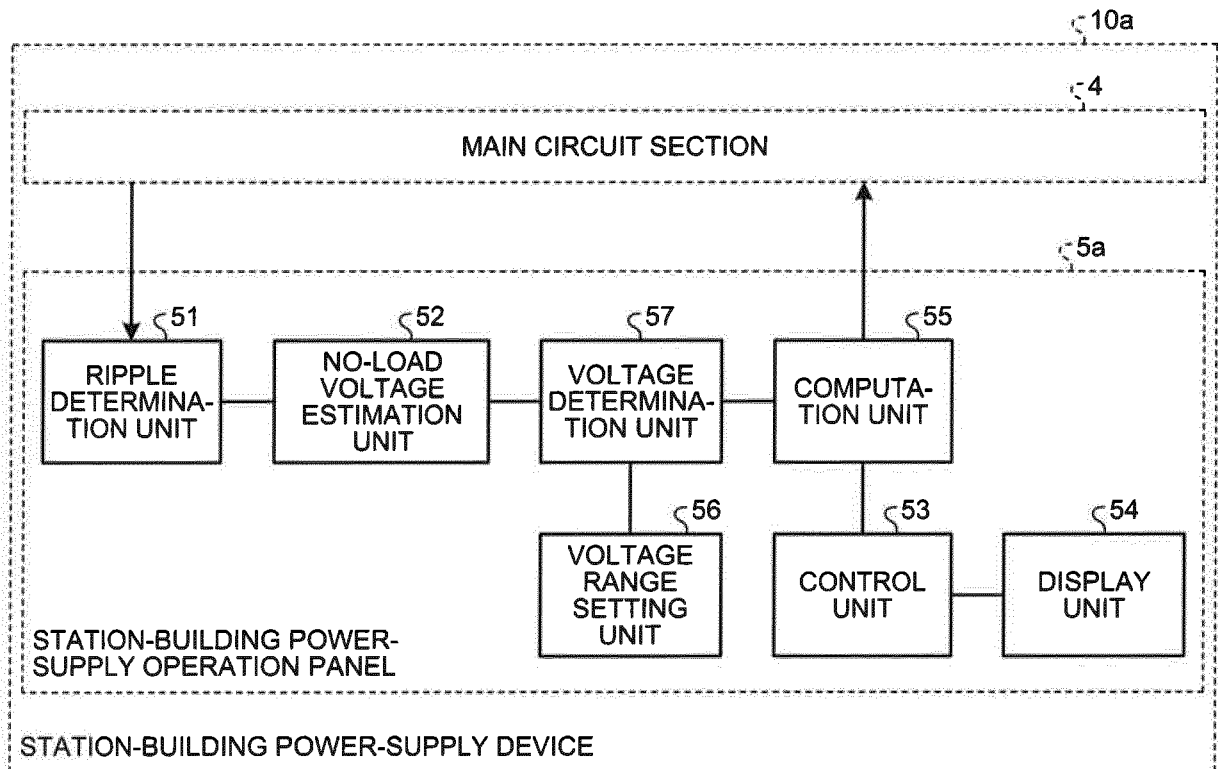 10a
4
MAIN CIRCUIT SECTION
5a
51
RIPPLE
DETERMINA-
TION UNIT
52
NO-LOAD
VOLTAGE
ESTIMATION
UNIT
57
VOLTAGE
DETERMINA-
TION UNIT
55
COMPUTA-
TION UNIT
56
VOLTAGE
RANGE
SETTING
UNIT
53
CONTROL
UNIT
54
DISPLAY
UNIT
STATION-BUILDING POWER-
SUPPLY OPERATION PANEL
STATION-BUILDING POWER-SUPPLY DEVICE